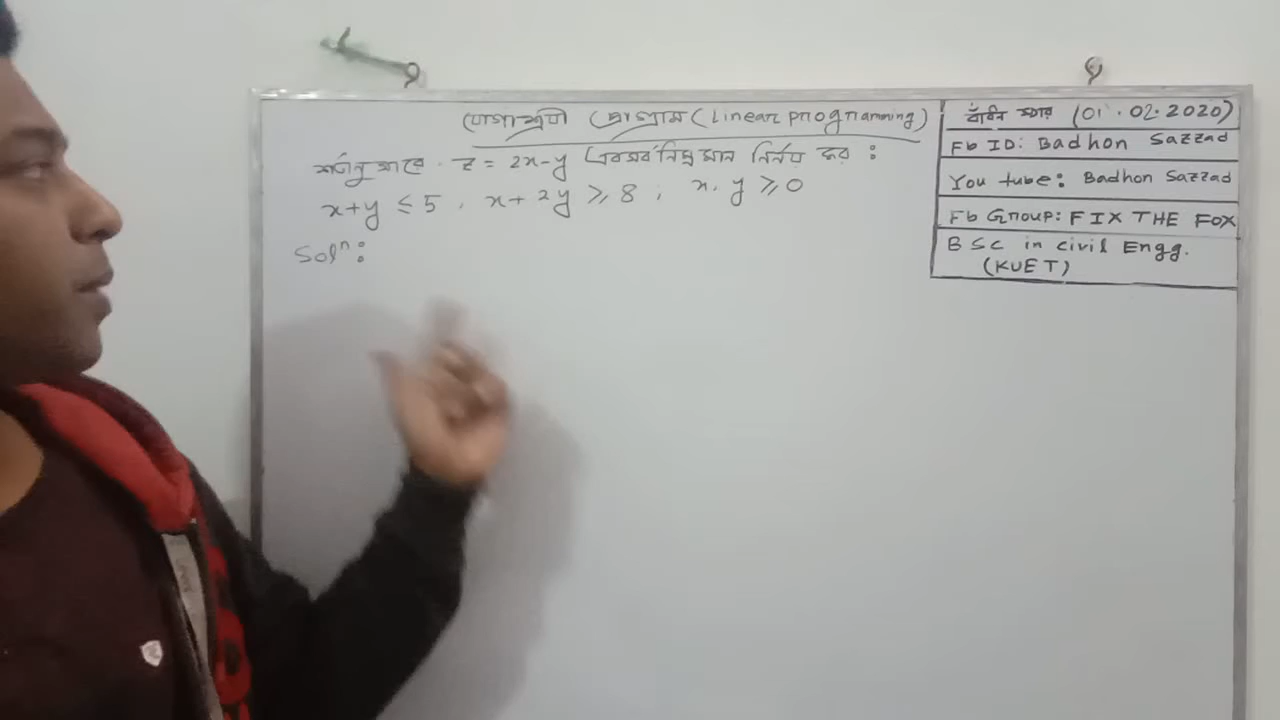 যোগাশ্রয়ী প্রোগ্রাম (Linear programming)
শর্তানুসারে . z = 2x-y এর সর্বনিম্ন মান নির্ণয় কর :
x+y ≤ 5 , x+2y ≥ 8 ; x, y ≥ 0
Solⁿ:
বাঁধন স্যার (01.02.2020)
Fb ID: Badhon Sazzad
You tube: Badhon Sazzad
Fb Group: FIX THE FOX
BSc in civil Engg.
(KUET)